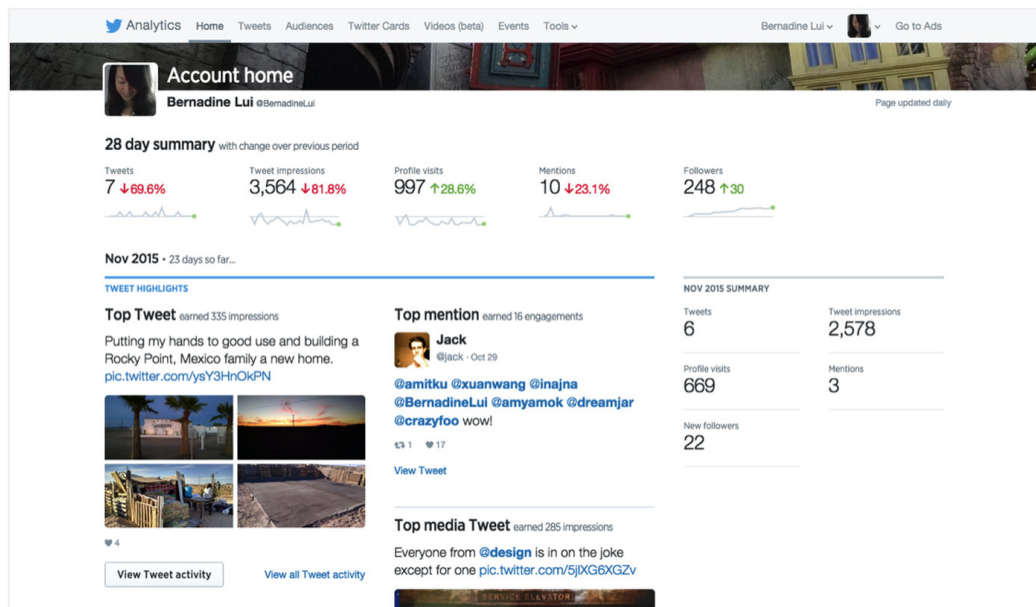 Analytics Home Tweets Audiences Twitter Cards Videos (beta) Events Tools Bernadine Lui Go to Ads
Account home
Bernadine Lui @BernadineLui
Page updated daily
28 day summary with change over previous period
Tweets
7 ↓69.6%
Tweet impressions
3,564 ↓81.8%
Profile visits
997 ↑28.6%
Mentions
10 ↓23.1%
Followers
248 ↑30
Nov 2015 • 23 days so far...
TWEET HIGHLIGHTS
Top Tweet earned 335 impressions
Putting my hands to good use and building a
Rocky Point, Mexico family a new home.
pic.twitter.com/ysY3HnOkPN
4
View Tweet activity
View all Tweet activity
Top mention earned 16 engagements
Jack
@jack · Oct 29
@amitku @xuanwang @inajna
@BernadineLui @amyamok @dreamjar
@crazyfoo wow!
1 17
View Tweet
Top media Tweet earned 285 impressions
Everyone from @design is in on the joke
except for one pic.twitter.com/5jlXG6XGZv
SERVICE ELEVATOR
NOV 2015 SUMMARY
Tweets
6
Tweet impressions
2,578
Profile visits
669
Mentions
3
New followers
22